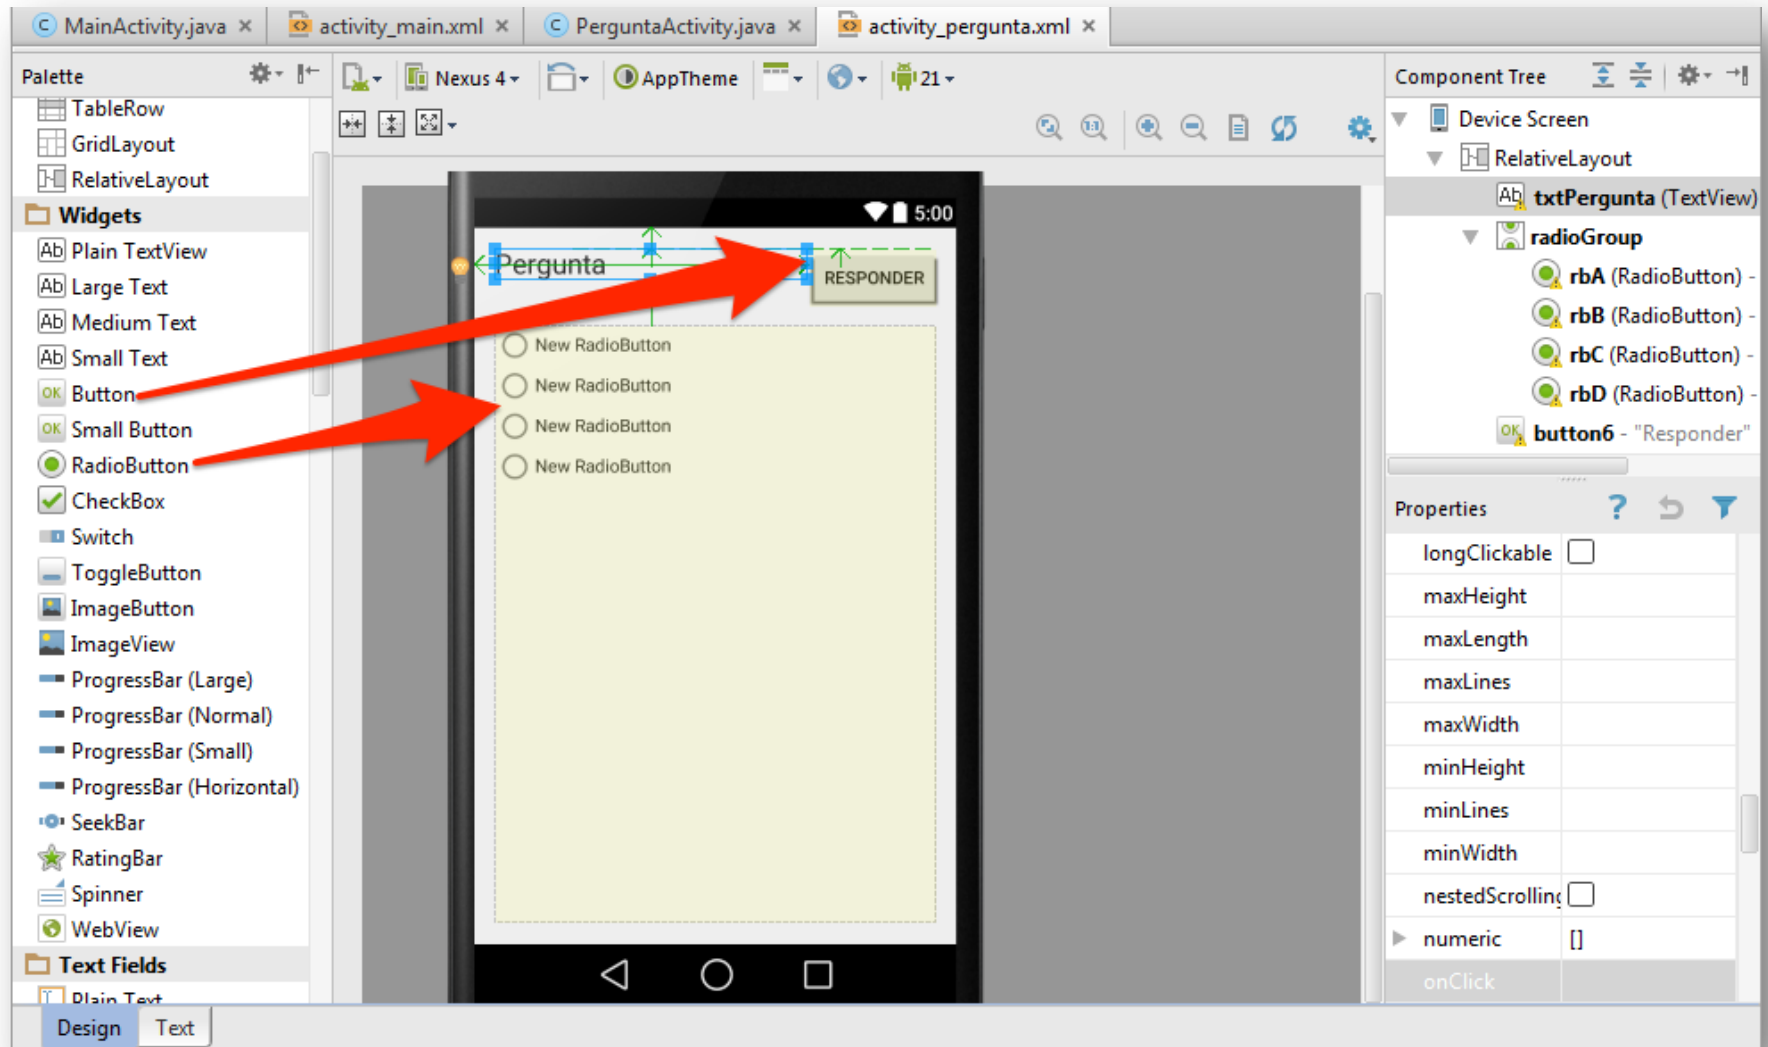 MainActivity.java
activity_main.xml
PerguntaActivity.java
activity_pergunta.xml
Palette
TableRow
GridLayout
RelativeLayout
Widgets
Plain TextView
Large Text
Medium Text
Small Text
Button
Small Button
RadioButton
CheckBox
Switch
ToggleButton
ImageButton
ImageView
ProgressBar (Large)
ProgressBar (Normal)
ProgressBar (Small)
ProgressBar (Horizontal)
SeekBar
RatingBar
Spinner
WebView
Text Fields
Plain Text
Design Text
Nexus 4
AppTheme
21
5:00
Pergunta
RESPONDER
New RadioButton
New RadioButton
New RadioButton
New RadioButton
Component Tree
Device Screen
RelativeLayout
txtPergunta (TextView)
radioGroup
rbA (RadioButton) -
rbB (RadioButton) -
rbC (RadioButton) -
rbD (RadioButton) -
button6 - "Responder"
Properties
longClickable
maxHeight
maxLength
maxLines
maxWidth
minHeight
minLines
minWidth
nestedScrolling
numeric []
onClick